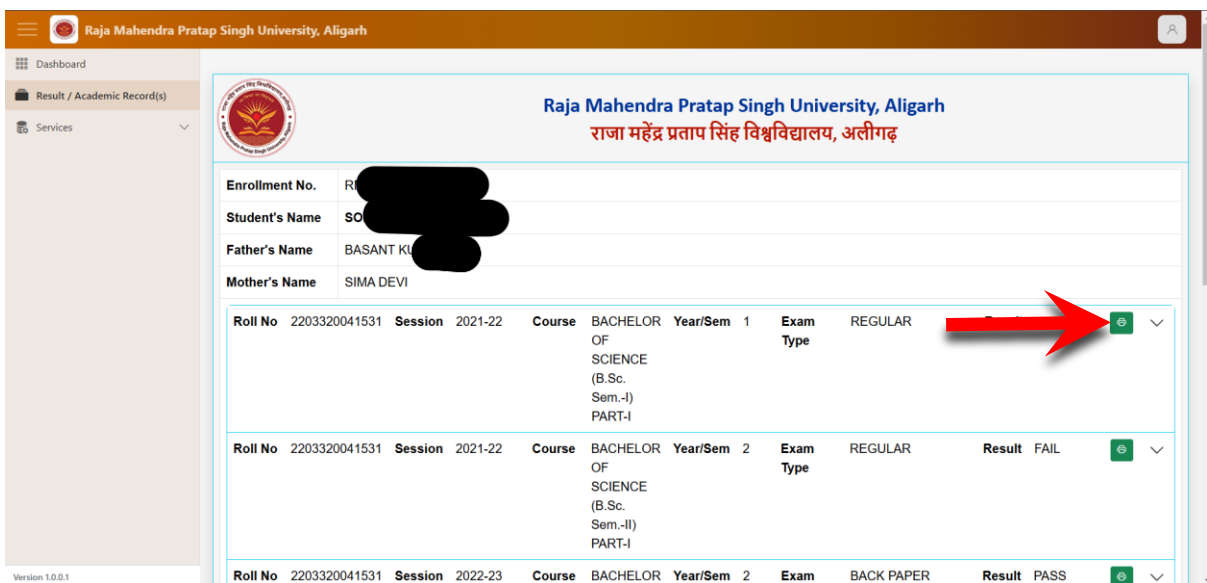 Raja Mahendra Pratap Singh University, Aligarh
Dashboard
Result / Academic Record(s)
Services
Raja Mahendra Pratap Singh University, Aligarh
राजा महेंद्र प्रताप सिंह विश्वविद्यालय, अलीगढ़
Enrollment No.
Student's Name SO
Father's Name BASANT
Mother's Name SIMA DEVI
Roll No 2203320041531 Session 2021-22 Course BACHELOR Year/Sem 1 Exam REGULAR
OF Type
SCIENCE
(B.Sc.
Sem.-I)
PART-I
Roll No 2203320041531 Session 2021-22 Course BACHELOR Year/Sem 2 Exam REGULAR Result FAIL
OF Type
SCIENCE
(B.Sc.
Sem.-II)
PART-I
Roll No 2203320041531 Session 2022-23 Course BACHELOR Year/Sem 2 Exam BACK PAPER Result PASS
Version 1.0.0.1